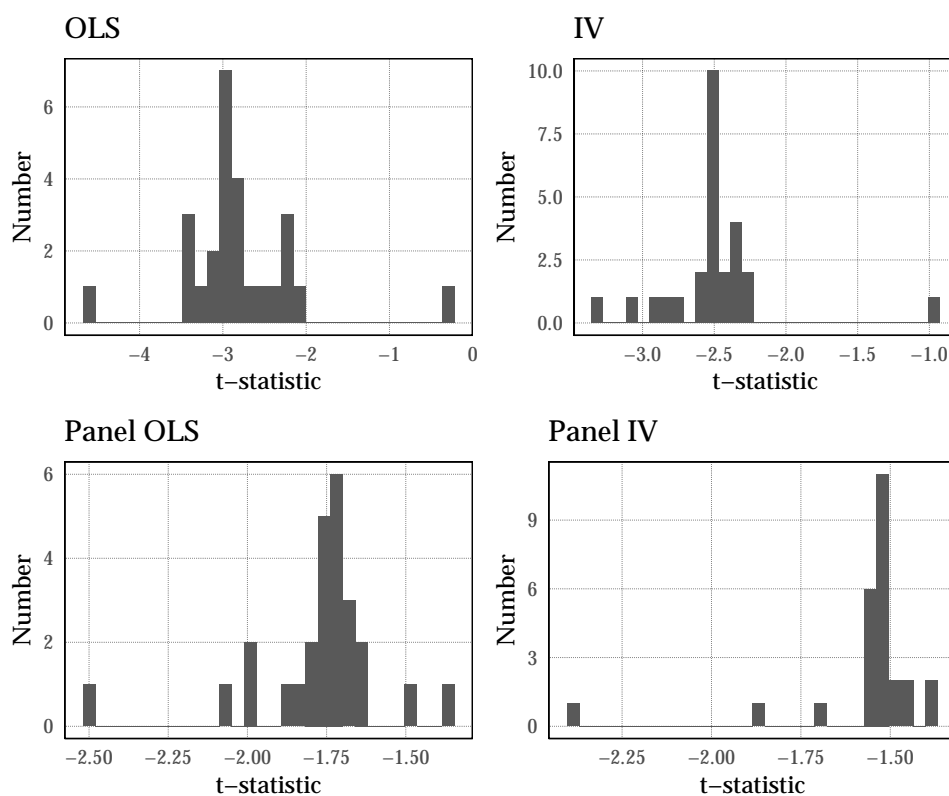 OLS
Number
6
4
2
0
−4 −3 −2 −1 0
t−statistic
IV
Number
10.0
7.5
5.0
2.5
0.0
−3.0 −2.5 −2.0 −1.5 −1.0
t−statistic
Panel OLS
Number
6
4
2
0
−2.50 −2.25 −2.00 −1.75 −1.50
t−statistic
Panel IV
Number
9
6
3
0
−2.25 −2.00 −1.75 −1.50
t−statistic